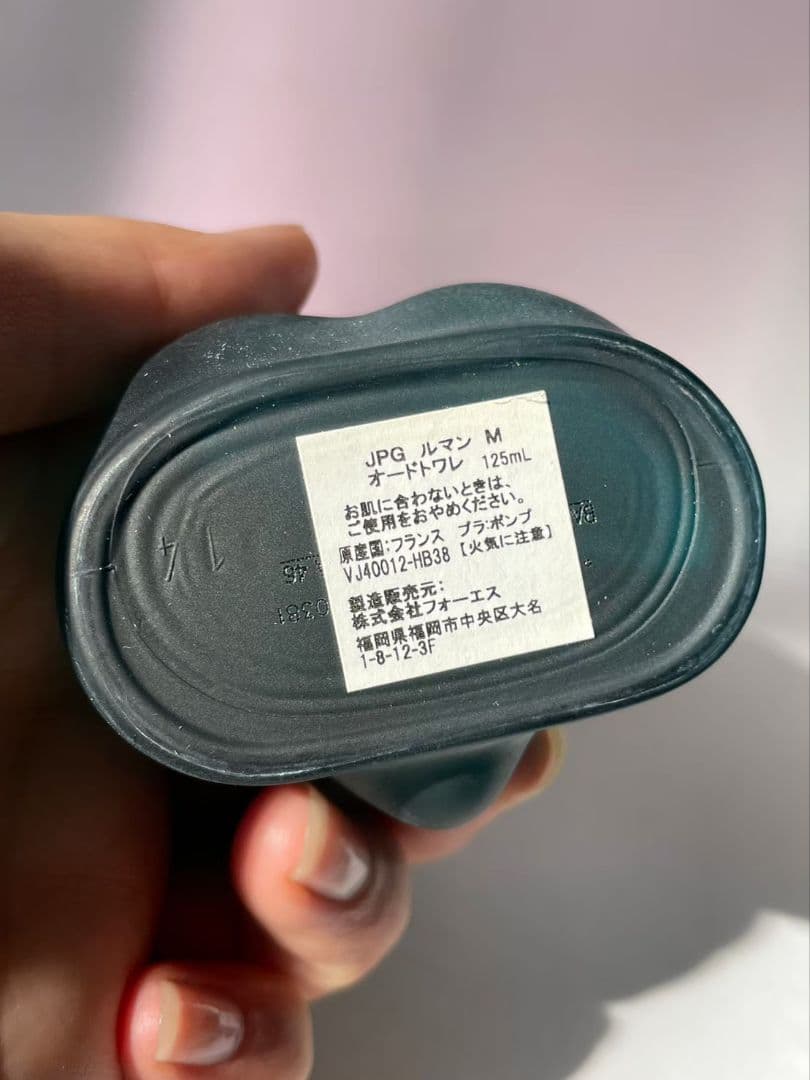 JPG ルマン M
オードトワレ 125mL
お肌に合わないときは、
ご使用をおやめください。
原産国:フランス プラ:ポンプ
VJ40012-HB38 【火気に注意】
製造販売元:
株式会社フォーエス
福岡県福岡市中央区大名
1-8-12-3F
14